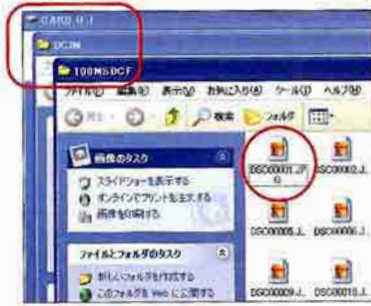 DCIM
100MSDCF
ファイル(F) 編集(E) 表示(V) お気に入り(A) ツール(T) ヘルプ(H)
検索 フォルダ
画像のタスク
スライドショーを表示する
オンラインでプリントを注文する
画像を印刷する
ファイルとフォルダのタスク
新しいフォルダを作成する
このフォルダを Web に公開する
DSC00001.JPG
DSC00002.J..
DSC00005.J..
DSC00006.J..
DSC00009.J..
DSC00010.J..